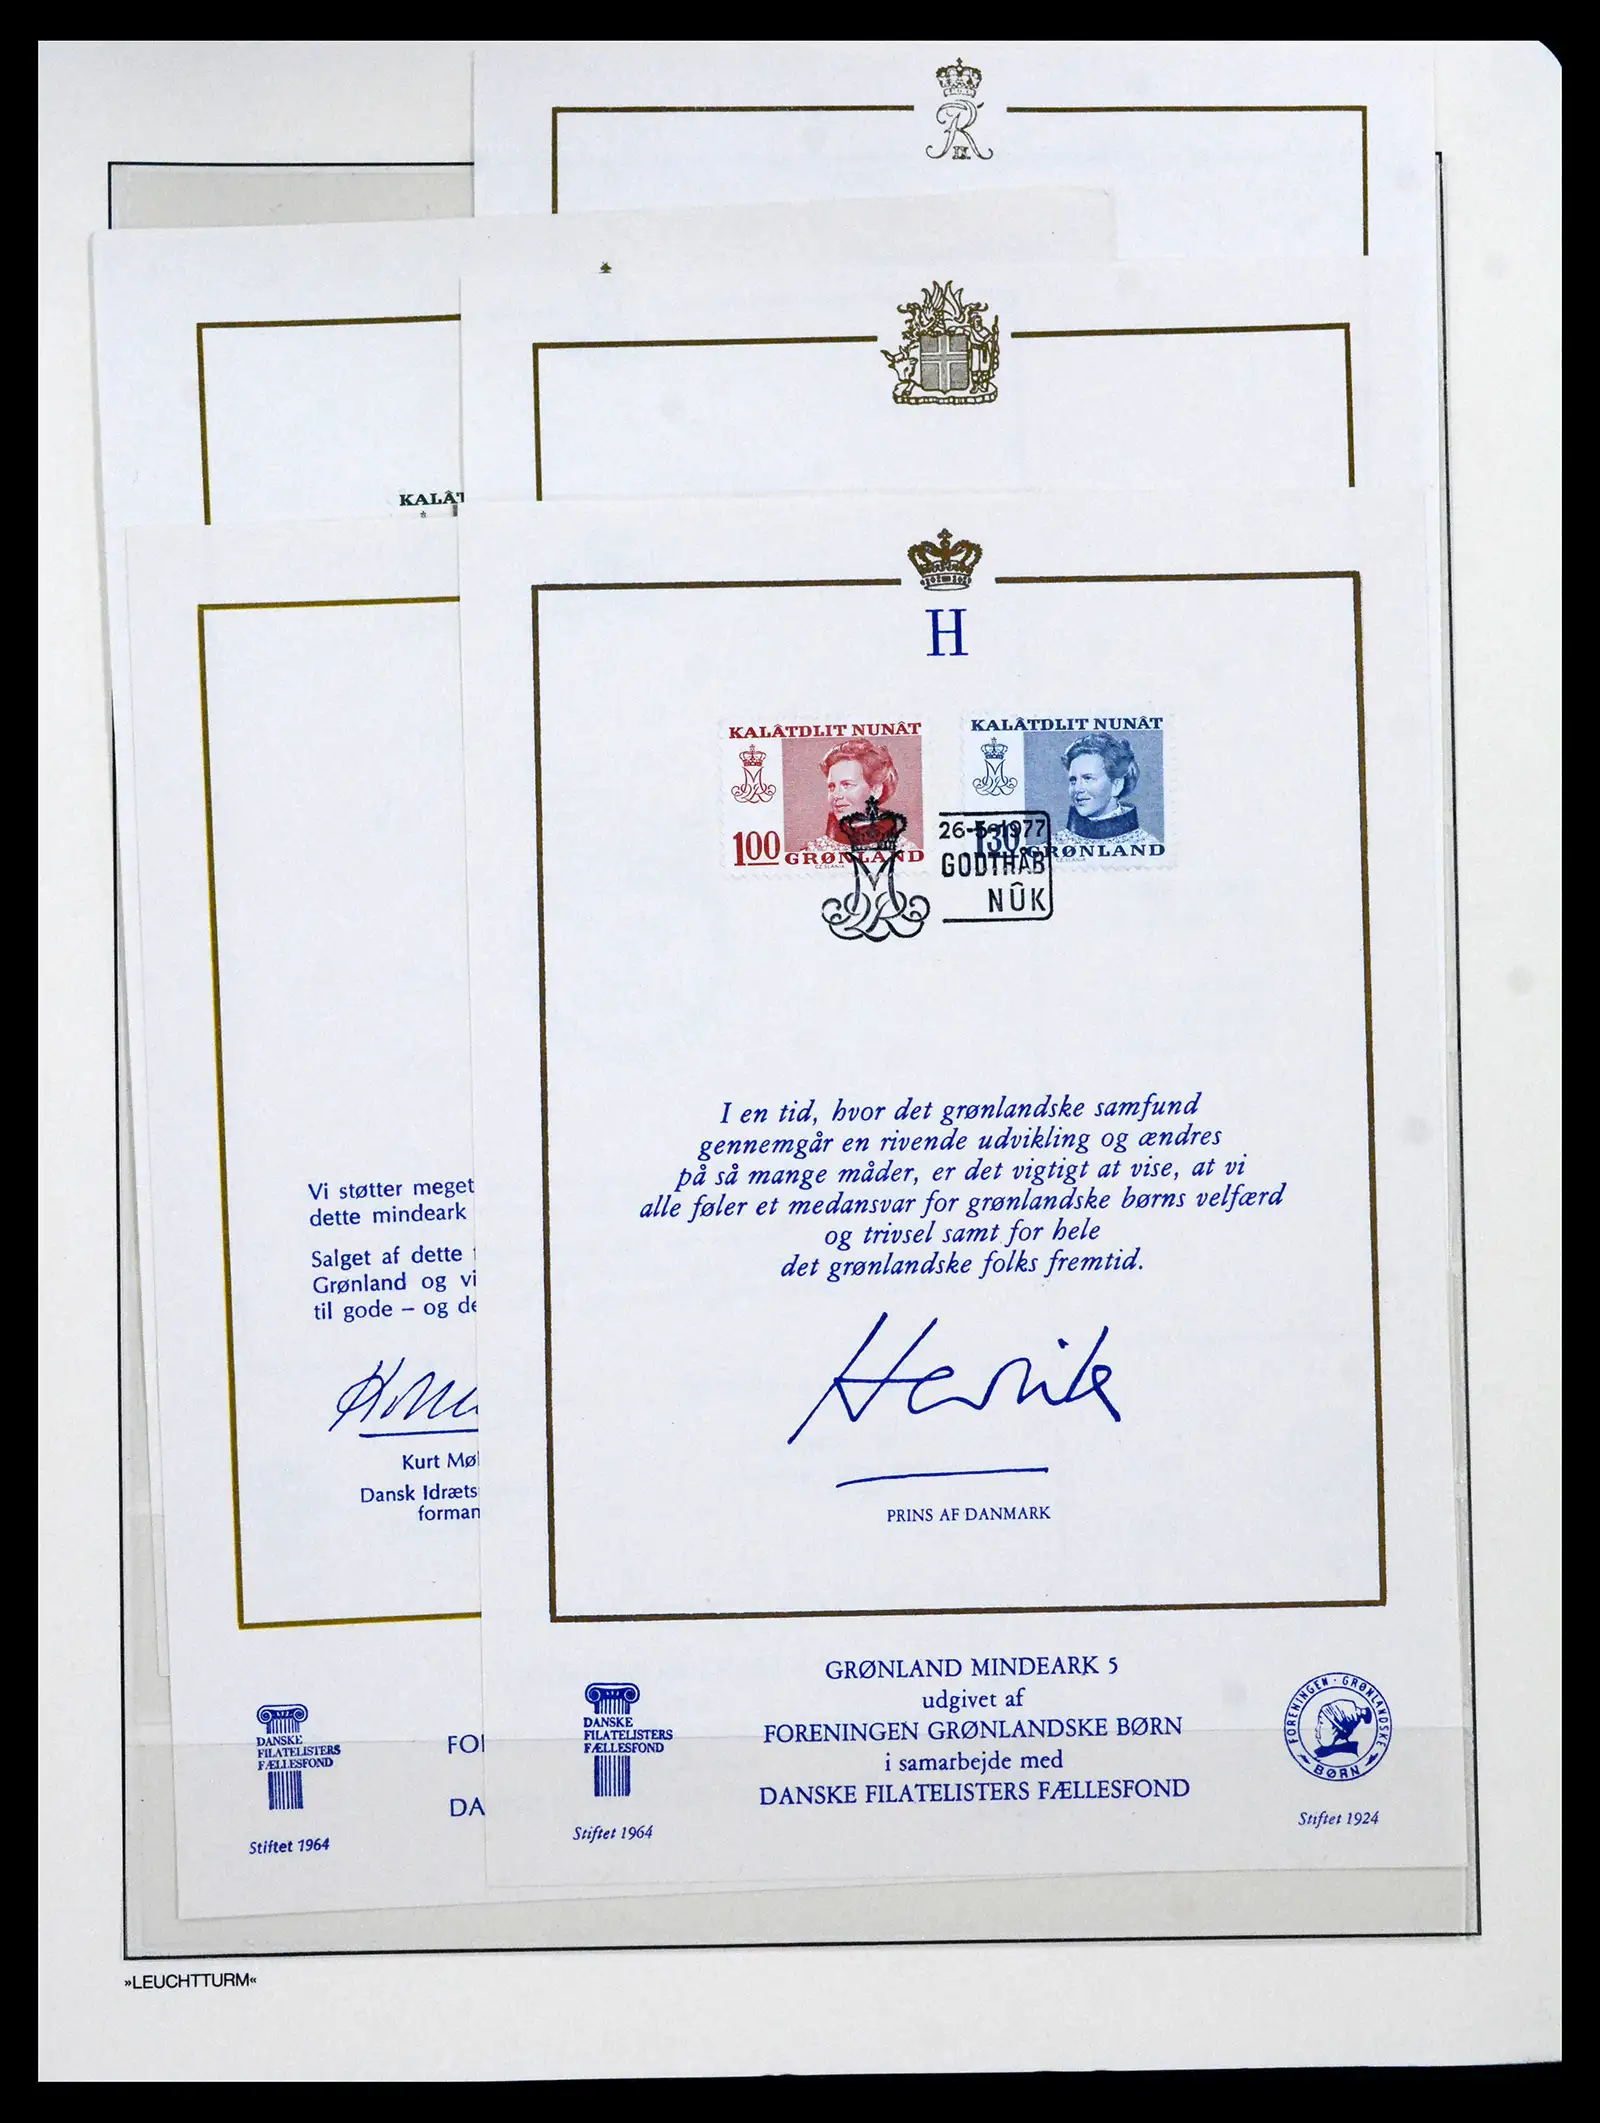 R
IX
KALÂT
H
KALÂTDLIT NUNÂT
100
GRØNLAND
KALÂTDLIT NUNÂT
130
GRØNLAND
26-5-1977
GODTHÅB
NÛK
I en tid, hvor det grønlandske samfund
gennemgår en rivende udvikling og ændres
på så mange måder, er det vigtigt at vise, at vi
alle føler et medansvar for grønlandske børns velfærd
og trivsel samt for hele
det grønlandske folks fremtid.
Henrik
PRINS AF DANMARK
Vi støtter meget
dette mindeark
Salget af dette
Grønland og vi
til gode – og de
Kurt Mø
Dansk Idræts
forman
GRØNLAND MINDEARK 5
udgivet af
FORENINGEN GRØNLANDSKE BØRN
i samarbejde med
DANSKE FILATELISTERS FÆLLESFOND
DANSKE
FILATELISTERS
FÆLLESFOND
Stiftet 1964
FORENINGEN · GRØNLANDSKE
BØRN
Stiftet 1924
DANSKE
FILATELISTERS
FÆLLESFOND
Stiftet 1964
FO
DA
»LEUCHTTURM«